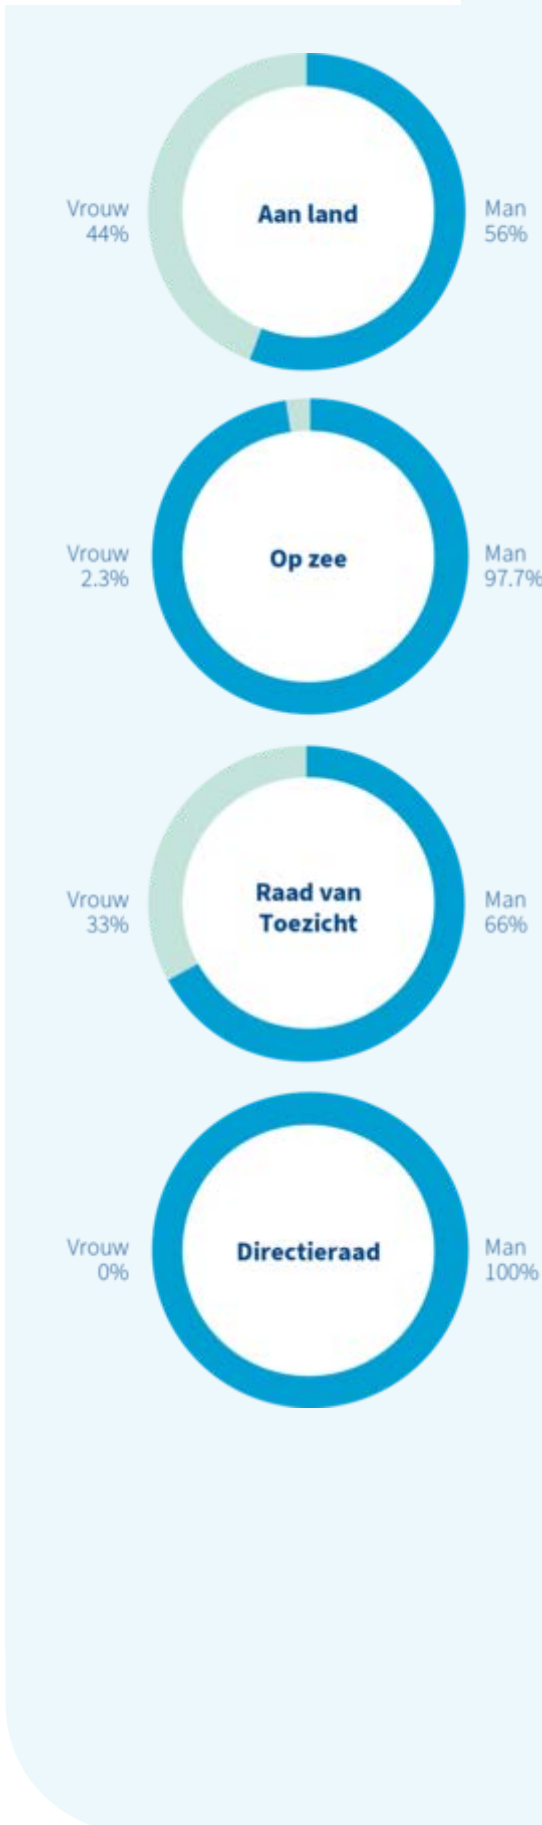 Vrouw
44%
Aan land
Man
56%
Vrouw
2.3%
Op zee
Man
97.7%
Vrouw
33%
Raad van
Toezicht
Man
66%
Vrouw
0%
Directieraad
Man
100%